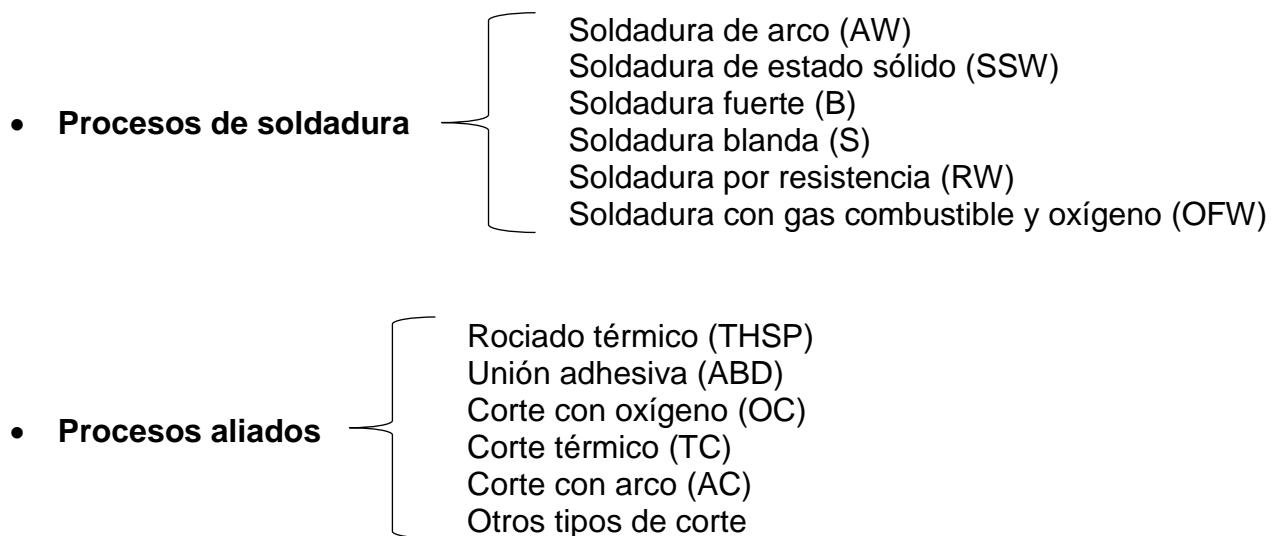 Soldadura de arco (AW)
Soldadura de estado sólido (SSW)
• Procesos de soldadura
Soldadura fuerte (B)
Soldadura blanda (S)
Soldadura por resistencia (RW)
Soldadura con gas combustible y oxígeno (OFW)
Rociado térmico (THSP)
Unión adhesiva (ABD)
Corte con oxígeno (OC)
• Procesos aliados
Corte térmico (TC)
Corte con arco (AC)
Otros tipos de corte